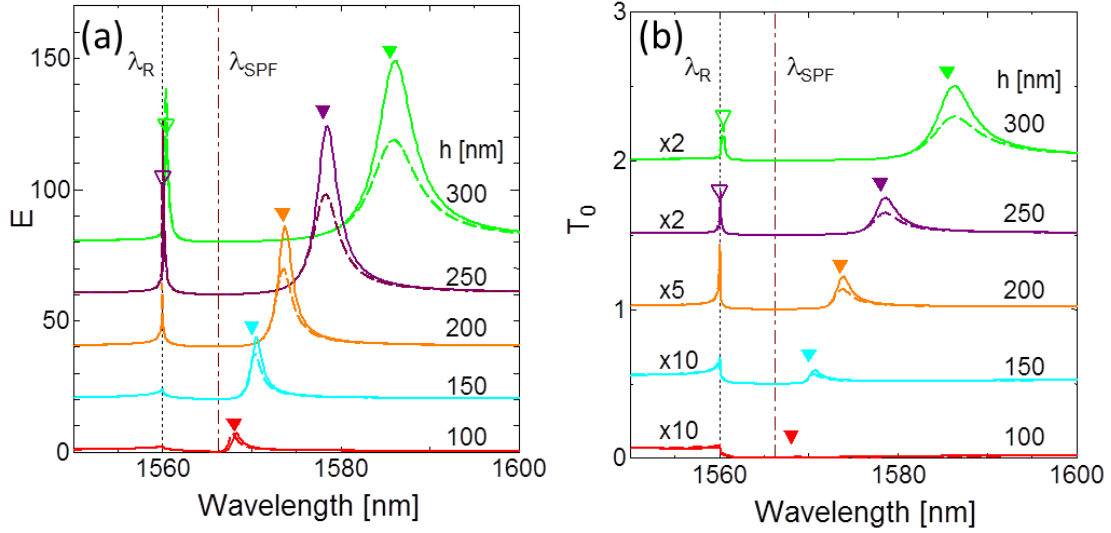 (a)
λR
λSPF
h [nm]
300
250
200
150
100
150
100
50
0
E
1560
1580
1600
Wavelength [nm]
(b)
λR
λSPF
h [nm]
300
250
200
150
100
x2
x2
x5
x10
x10
3
2
1
0
T0
1560
1580
1600
Wavelength [nm]